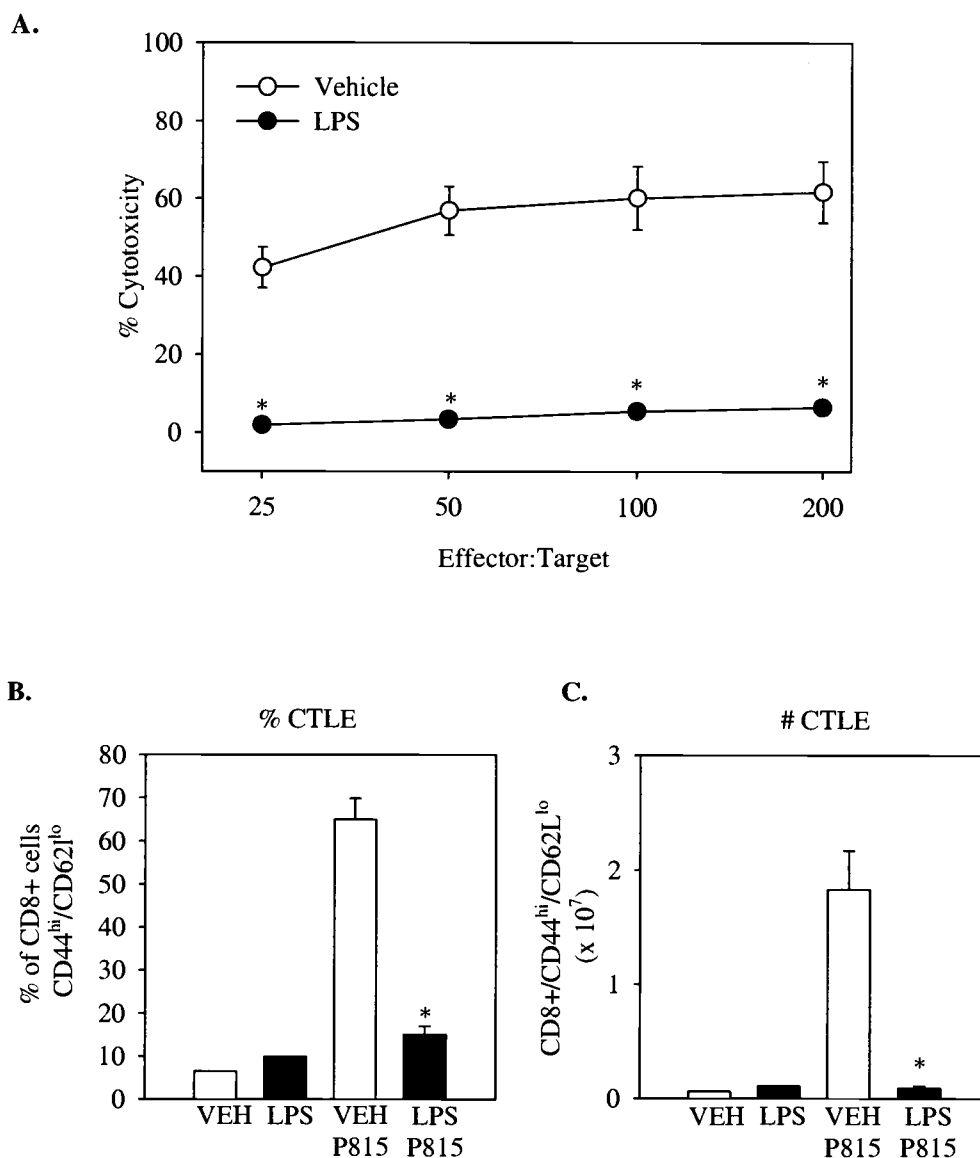 A.
100
80
60
40
20
0
% Cytotoxicity
Vehicle
LPS
*
*
*
*
25 50 100 200
Effector:Target
B.
% CTLE
80
70
60
50
40
30
20
10
0
% of CD8+ cells
CD44hi/CD62llo
*
VEH LPS VEH LPS
P815 P815
C.
# CTLE
3
2
1
0
CD8+/CD44hi/CD62Llo
(x 107)
*
VEH LPS VEH LPS
P815 P815